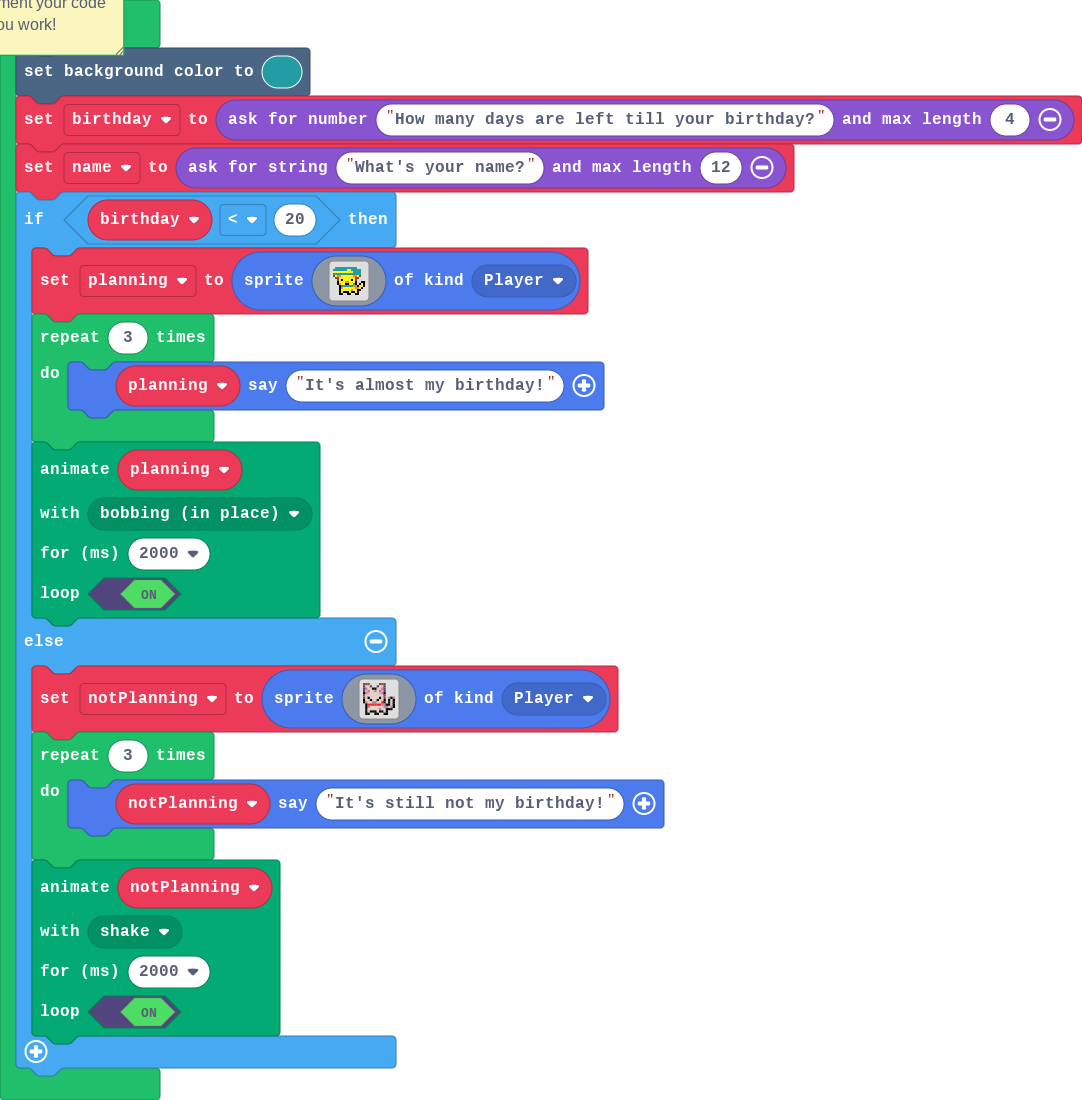 ment your code
ou work!
set background color to
set birthday to ask for number "How many days are left till your birthday?" and max length 4
set name to ask for string "What's your name?" and max length 12
if birthday < 20 then
set planning to sprite of kind Player
repeat 3 times
do planning say "It's almost my birthday!"
animate planning
with bobbing (in place)
for (ms) 2000
loop ON
else
set notPlanning to sprite of kind Player
repeat 3 times
do notPlanning say "It's still not my birthday!"
animate notPlanning
with shake
for (ms) 2000
loop ON